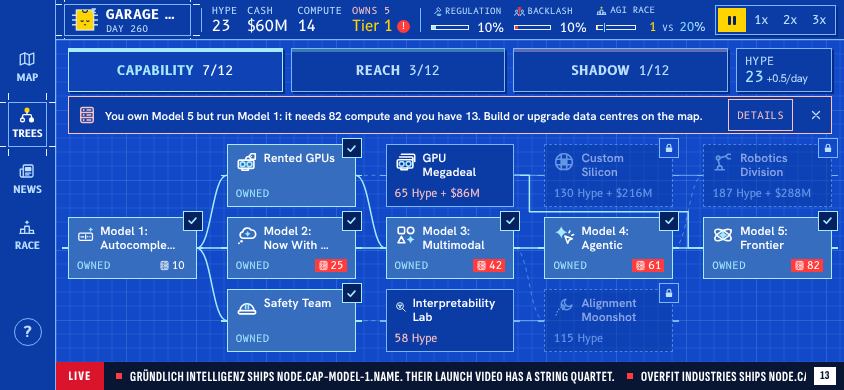 GARAGE ...
DAY 260
HYPE
23
CASH
$60M
COMPUTE
14
OWNS 5
Tier 1 !
REGULATION
10%
BACKLASH
10%
AGI RACE
1 VS 20%
1x 2x 3x
MAP
TREES
NEWS
RACE
?
CAPABILITY 7/12
REACH 3/12
SHADOW 1/12
HYPE
23 +0.5/day
You own Model 5 but run Model 1: it needs 82 compute and you have 13. Build or upgrade data centres on the map.
DETAILS
Rented GPUs
OWNED
GPU
Megadeal
65 Hype + $86M
Custom
Silicon
130 Hype + $216M
Robotics
Division
187 Hype + $288M
Model 1:
Autocomple...
OWNED 10
Model 2:
Now With ...
OWNED 25
Model 3:
Multimodal
OWNED 42
Model 4:
Agentic
OWNED 61
Model 5:
Frontier
OWNED 82
Safety Team
OWNED
Interpretability
Lab
58 Hype
Alignment
Moonshot
115 Hype
LIVE
GRÜNDLICH INTELLIGENZ SHIPS NODE.CAP-MODEL-1.NAME. THEIR LAUNCH VIDEO HAS A STRING QUARTET. OVERFIT INDUSTRIES SHIPS NODE.CA
13